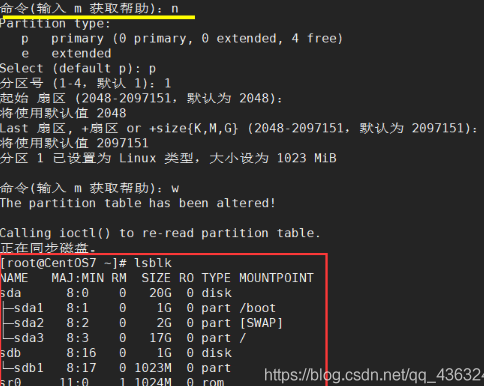 命令(输入 m 获取帮助)：n
Partition type:
   p   primary (0 primary, 0 extended, 4 free)
   e   extended
Select (default p): p
分区号 (1-4，默认 1)：1
起始 扇区 (2048-2097151，默认为 2048)：
将使用默认值 2048
Last 扇区, +扇区 or +size{K,M,G} (2048-2097151，默认为 2097151)：
将使用默认值 2097151
分区 1 已设置为 Linux 类型，大小设为 1023 MiB
命令(输入 m 获取帮助)：w
The partition table has been altered!
Calling ioctl() to re-read partition table.
正在同步磁盘。
[root@CentOS7 ~]# lsblk
NAME   MAJ:MIN RM  SIZE RO TYPE MOUNTPOINT
sda      8:0    0   20G  0 disk
├─sda1   8:1    0    1G  0 part /boot
├─sda2   8:2    0    2G  0 part [SWAP]
└─sda3   8:3    0   17G  0 part /
sdb      8:16   0    1G  0 disk
└─sdb1   8:17   0 1023M  0 part
sr0     11:0    1 1024M  0 rom
https://blog.csdn.net/qq_436324